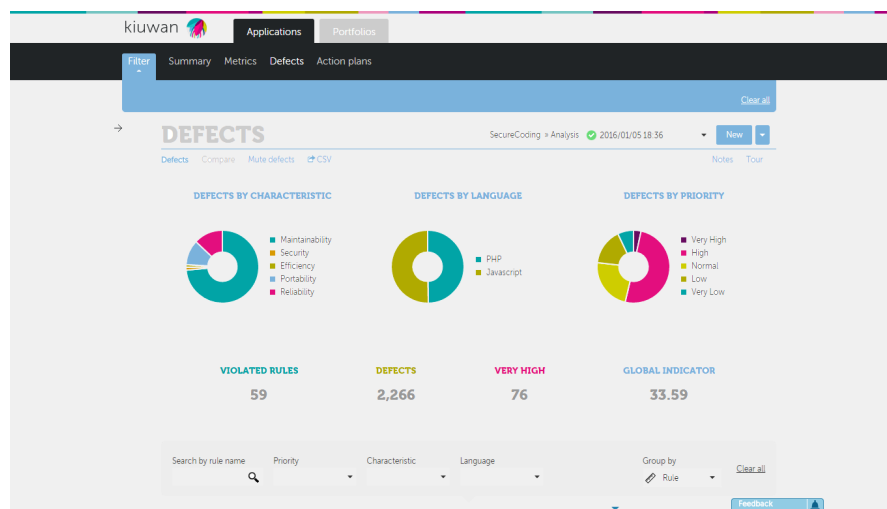 kiuwan
Applications
Portfolios
Filter
Summary
Metrics
Defects
Action plans
Clear all
DEFECTS
SecureCoding » Analysis
2016/01/05 18:36
New
Defects
Compare
Mute defects
CSV
Notes
Tour
DEFECTS BY CHARACTERISTIC
Maintainability
Security
Efficiency
Portability
Reliability
DEFECTS BY LANGUAGE
PHP
Javascript
DEFECTS BY PRIORITY
Very High
High
Normal
Low
Very Low
VIOLATED RULES
59
DEFECTS
2,266
VERY HIGH
76
GLOBAL INDICATOR
33.59
Search by rule name
Priority
Characteristic
Language
Group by
Rule
Clear all
Feedback